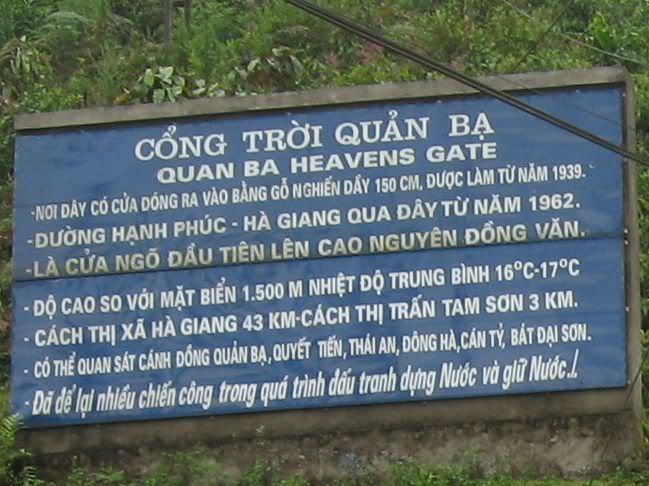 CỔNG TRỜI QUẢN BẠ
QUAN BA HEAVENS GATE
-NƠI ĐÂY CÓ CỬA ĐÓNG RA VÀO BẰNG GỖ NGHIẾN DẦY 150 CM, ĐƯỢC LÀM TỪ NĂM 1939.
-ĐƯỜNG HẠNH PHÚC - HÀ GIANG QUA ĐÂY TỪ NĂM 1962.
-LÀ CỬA NGÕ ĐẦU TIÊN LÊN CAO NGUYÊN ĐỒNG VĂN.
- ĐỘ CAO SO VỚI MẶT BIỂN 1.500 M NHIỆT ĐỘ TRUNG BÌNH 16°C-17°C
- CÁCH THỊ XÃ HÀ GIANG 43 KM-CÁCH THỊ TRẤN TAM SƠN 3 KM.
- CÓ THỂ QUAN SÁT CÁNH ĐỒNG QUẢN BẠ, QUYẾT TIẾN, THÁI AN, ĐÔNG HÀ, CÁN TỶ, BÁT ĐẠI SƠN.
- Đã để lại nhiều chiến công trong quá trình đấu tranh dựng Nước và giữ Nước./.